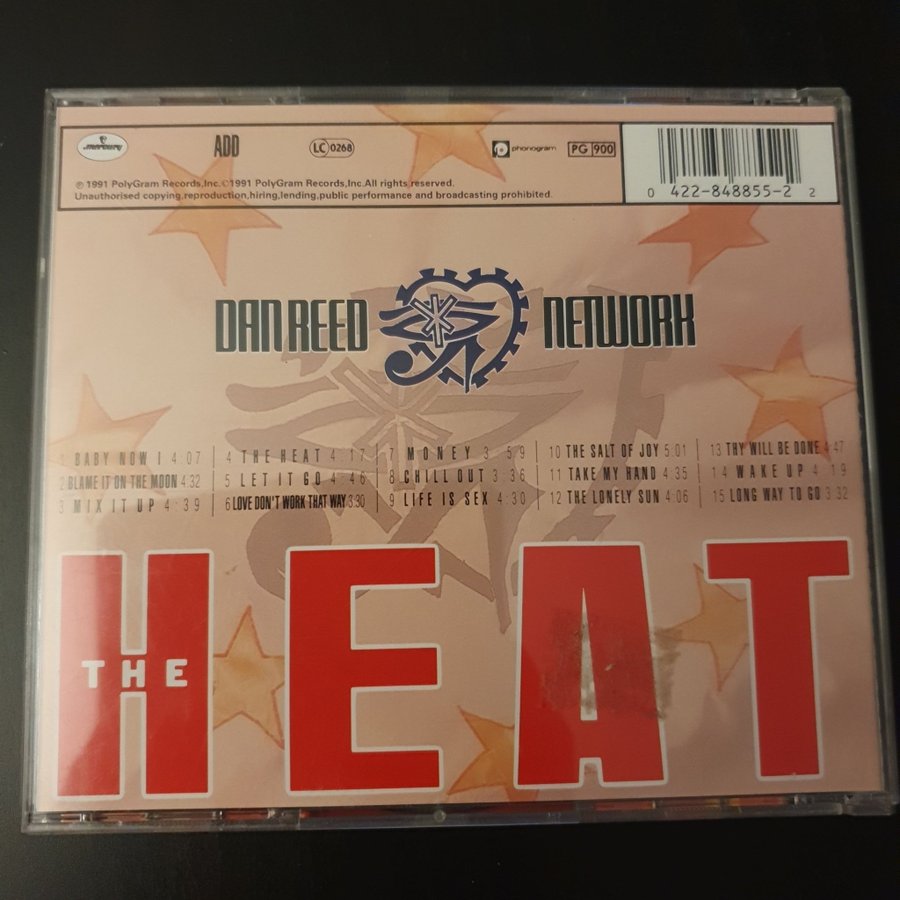 mercury
ADD
LC 0268
phonogram
PG 900
℗ 1991 PolyGram Records,Inc.©1991 PolyGram Records,Inc.All rights reserved.
Unauthorised copying,reproduction,hiring,lending,public performance and broadcasting prohibited.
0 422-848855-2 2
DAN REED NETWORK
1 BABY NOW I 4:07
2 BLAME IT ON THE MOON 4:32
3 MIX IT UP 4:39
4 THE HEAT 4:17
5 LET IT GO 4:46
6 LOVE DON'T WORK THAT WAY 3:30
7 MONEY 3:59
8 CHILL OUT 3:36
9 LIFE IS SEX 4:30
10 THE SALT OF JOY 5:01
11 TAKE MY HAND 4:35
12 THE LONELY SUN 4:06
13 THY WILL BE DONE 4:47
14 WAKE UP 4:19
15 LONG WAY TO GO 3:32
THE HEAT